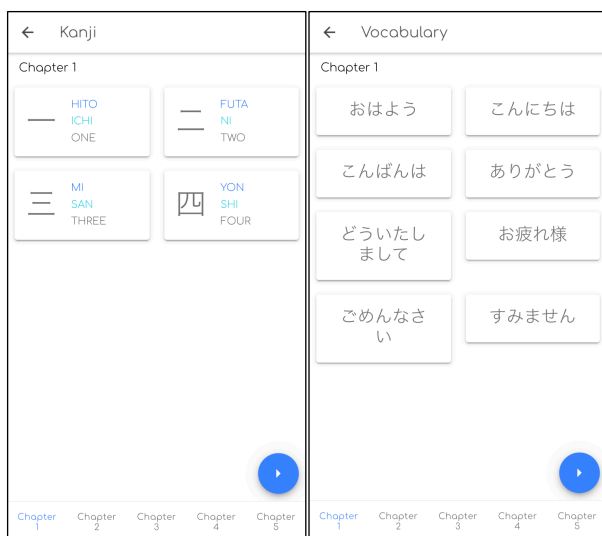 ← Kanji
Chapter 1
一
HITO
ICHI
ONE
二
FUTA
NI
TWO
三
MI
SAN
THREE
四
YON
SHI
FOUR
Chapter
1
Chapter
2
Chapter
3
Chapter
4
Chapter
5
← Vocabulary
Chapter 1
おはよう
こんにちは
こんばんは
ありがとう
どういたし
まして
お疲れ様
ごめんなさ
い
すみません
Chapter
1
Chapter
2
Chapter
3
Chapter
4
Chapter
5